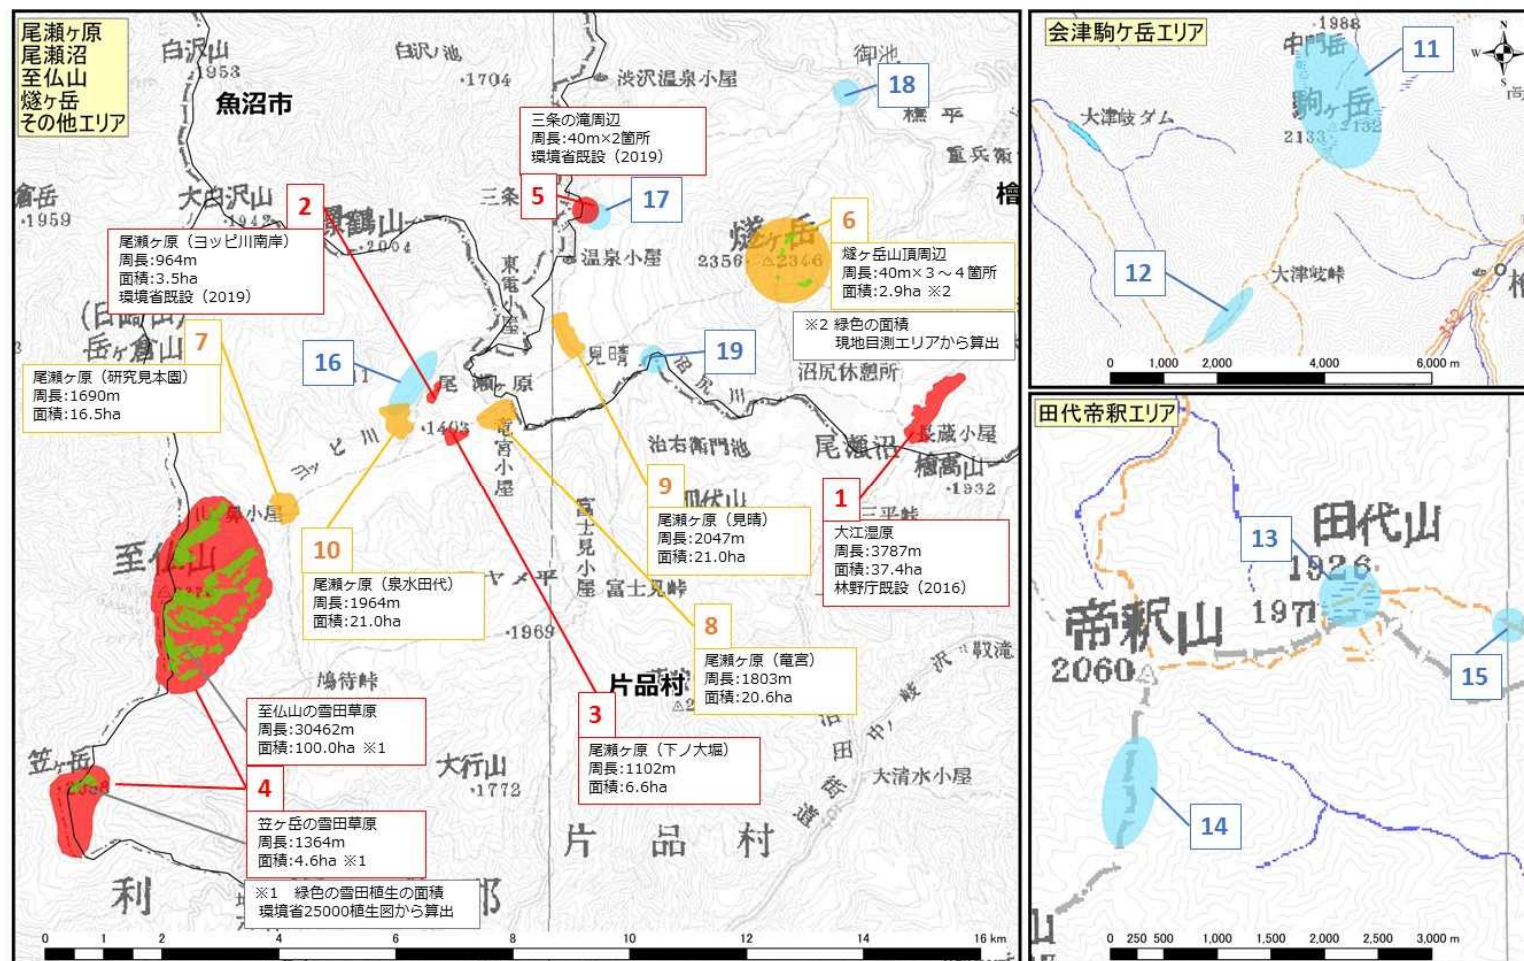 尾瀬ヶ原
尾瀬沼
至仏山
燧ヶ岳
その他エリア
白沢山
1953
白沢ノ池
・1704
渋沢温泉小屋
御池
18
魚沼市
三条の滝周辺
周長:40m×2箇所
環境省既設（2019）
大白沢山
1942
・1959
2
景鶴山
・2004
三条
5
17
6
燧ヶ岳
2356
△2346
燧ヶ岳山頂周辺
周長:40m×３～４箇所
面積:2.9ha ※2
※2 緑色の面積
現地目測エリアから算出
尾瀬ヶ原（ヨッピ川南岸）
周長:964m
面積:3.5ha
環境省既設（2019）
温泉小屋
東電小屋
岳ヶ倉山
7
尾瀬ヶ原（研究見本園）
周長:1690m
面積:16.5ha
16
尾瀬ヶ原
見晴
19
沼尻川
沼尻休憩所
・1403
ヨッピ川
竜宮小屋
治右衛門池
尾瀬沼
長蔵小屋
檜高山
・1932
三平峠
1
大江湿原
周長:3787m
面積:37.4ha
林野庁既設（2016）
9
尾瀬ヶ原（見晴）
周長:2047m
面積:21.0ha
至仏山
10
尾瀬ヶ原（泉水田代）
周長:1964m
面積:21.0ha
富士見小屋
富士見峠
・1969
8
尾瀬ヶ原（竜宮）
周長:1803m
面積:20.6ha
鳩待峠
片品村
3
尾瀬ヶ原（下ノ大堀）
周長:1102m
面積:6.6ha
至仏山の雪田草原
周長:30462m
面積:100.0ha ※1
笠ヶ岳
4
笠ヶ岳の雪田草原
周長:1364m
面積:4.6ha ※1
大行山
・1772
大清水小屋
片品村
※1 緑色の雪田植生の面積
環境省25000植生図から算出
利
0 2 4 6 8 10 12 14 16 km
会津駒ケ岳エリア
・1988
中門岳
11
N
W
S
駒ヶ岳
2133
2132
大津岐ダム
12
大津岐峠
0 1,000 2,000 4,000 6,000 m
田代帝釈エリア
田代山
13
1926
1971
帝釈山
2060
15
14
0 250 500 1,000 1,500 2,000 2,500 3,000 m